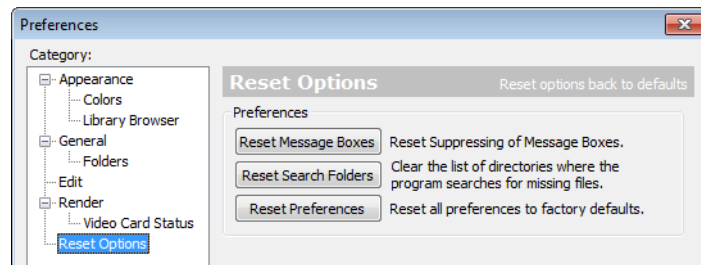 Preferences
Category:
Appearance
Colors
Library Browser
General
Folders
Edit
Render
Video Card Status
Reset Options
Reset Options Reset options back to defaults
Preferences
Reset Message Boxes Reset Suppressing of Message Boxes.
Reset Search Folders Clear the list of directories where the
program searches for missing files.
Reset Preferences Reset all preferences to factory defaults.